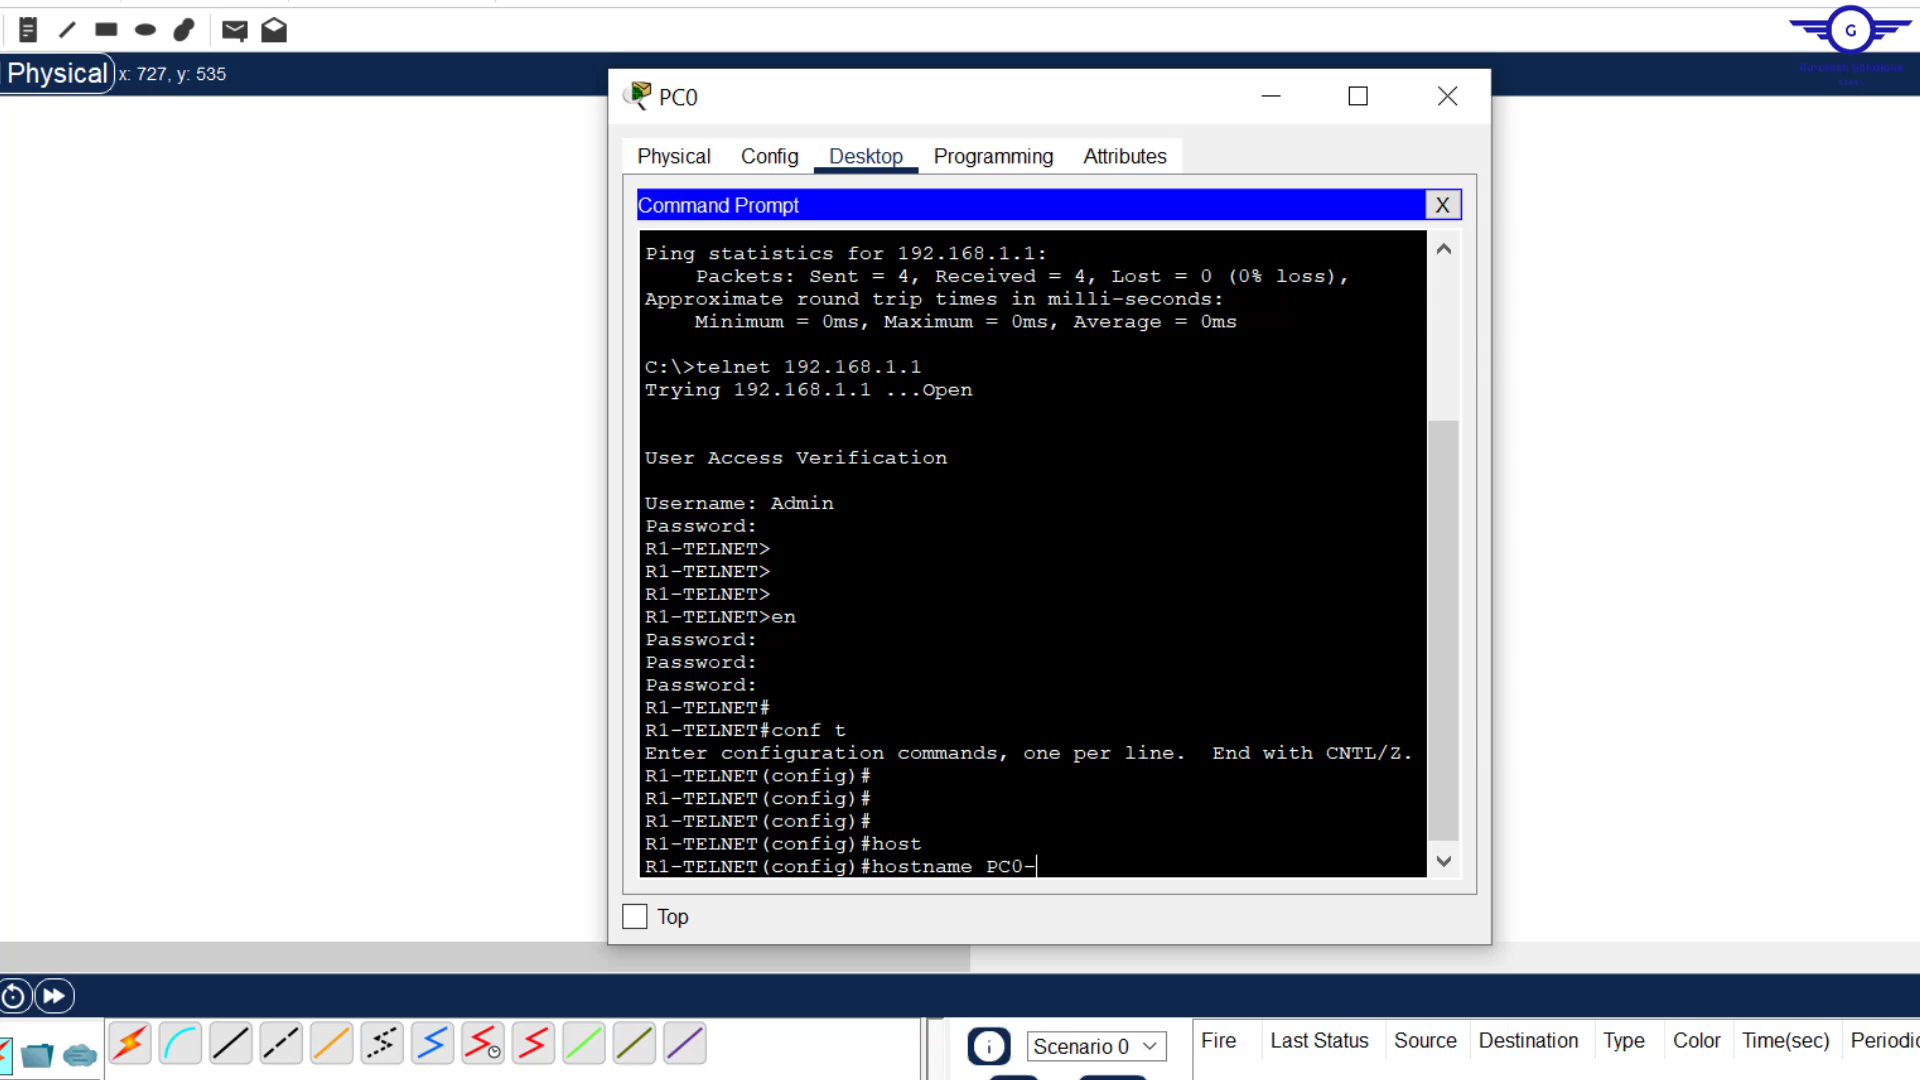 Physical x: 727, y: 535
G
PC0
Physical Config Desktop Programming Attributes
Command Prompt X
Ping statistics for 192.168.1.1:
Packets: Sent = 4, Received = 4, Lost = 0 (0% loss),
Approximate round trip times in milli-seconds:
Minimum = 0ms, Maximum = 0ms, Average = 0ms
C:\>telnet 192.168.1.1
Trying 192.168.1.1 ...Open
User Access Verification
Username: Admin
Password:
R1-TELNET>
R1-TELNET>
R1-TELNET>
R1-TELNET>en
Password:
Password:
Password:
R1-TELNET#
R1-TELNET#conf t
Enter configuration commands, one per line.  End with CNTL/Z.
R1-TELNET(config)#
R1-TELNET(config)#
R1-TELNET(config)#
R1-TELNET(config)#host
R1-TELNET(config)#hostname PC0-
Top
Scenario 0
Fire Last Status Source Destination Type Color Time(sec) Periodic